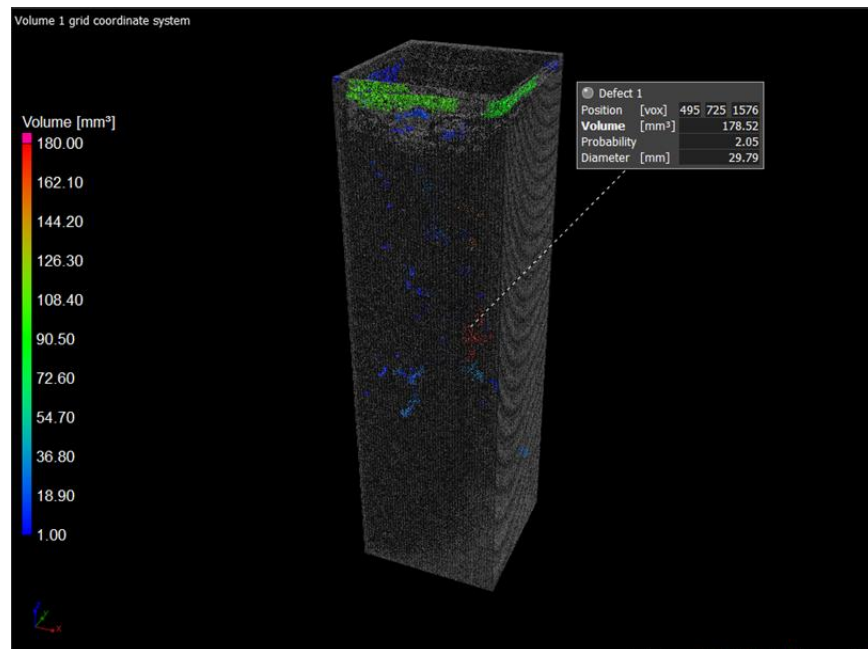 Volume 1 grid coordinate system
Volume [mm³]
180.00
162.10
144.20
126.30
108.40
90.50
72.60
54.70
36.80
18.90
1.00
Defect 1
Position [vox] 495 725 1576
Volume [mm³] 178.52
Probability 2.05
Diameter [mm] 29.79